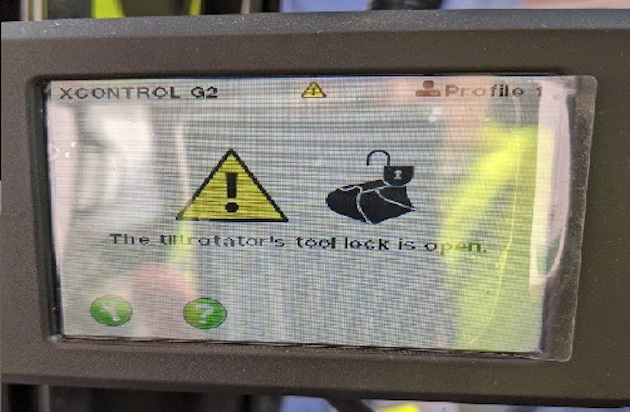 XCONTROL G2
Profile 1
The tiltrotator's tool lock is open.
?